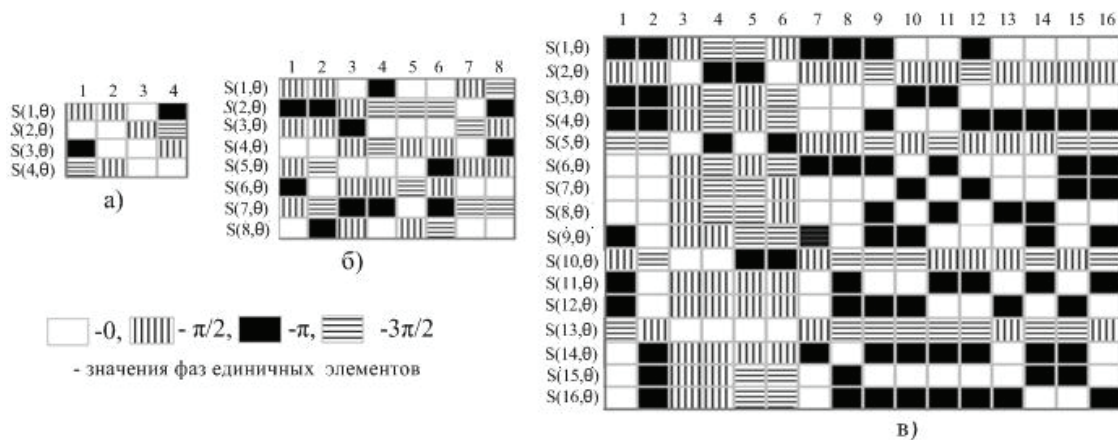 1 2 3 4
S(1,θ)
S(2,θ)
S(3,θ)
S(4,θ)
а)
1 2 3 4 5 6 7 8
S(1,θ)
S(2,θ)
S(3,θ)
S(4,θ)
S(5,θ)
S(6,θ)
S(7,θ)
S(8,θ)
б)
-0, - π/2, -π, -3π/2
- значения фаз единичных элементов
1 2 3 4 5 6 7 8 9 10 11 12 13 14 15 16
S(1,θ)
S(2,θ)
S(3,θ)
S(4,θ)
S(5,θ)
S(6,θ)
S(7,θ)
S(8,θ)
S(9,θ)
S(10,θ)
S(11,θ)
S(12,θ)
S(13,θ)
S(14,θ)
S(15,θ)
S(16,θ)
в)